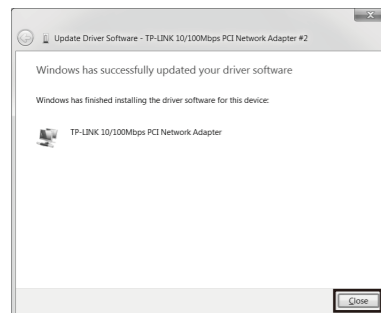 Update Driver Software - TP-LINK 10/100Mbps PCI Network Adapter #2
Windows has successfully updated your driver software
Windows has finished installing the driver software for this device:
TP-LINK 10/100Mbps PCI Network Adapter
Close